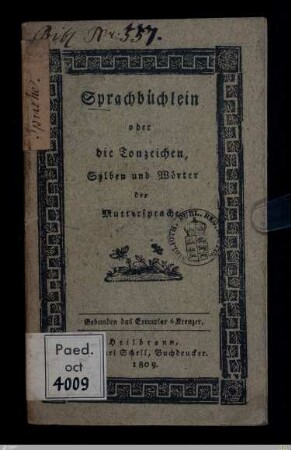 Bibl Nr. 557.
Sprache
Sprachbüchlein
oder
die Tonzeichen,
Sylben und Wörter
der
Muttersprache
Gebunden das Exemplar 6 Kreuzer.
Heilbronn,
Schell, Buchdrucker.
1809.
Paed.
oct
4009